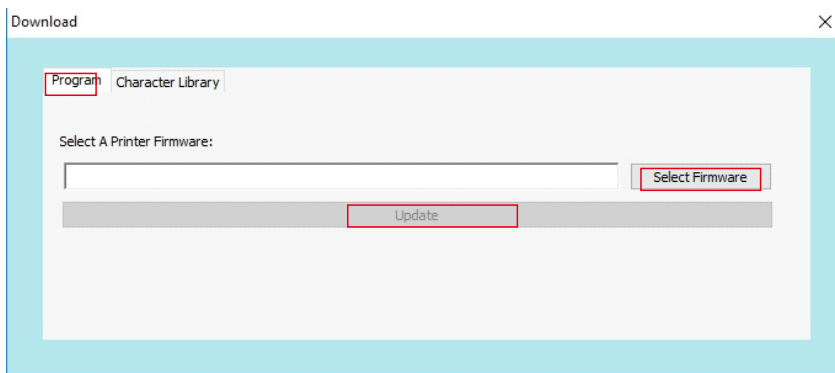 Download
Program Character Library
Select A Printer Firmware:
Select Firmware
Update